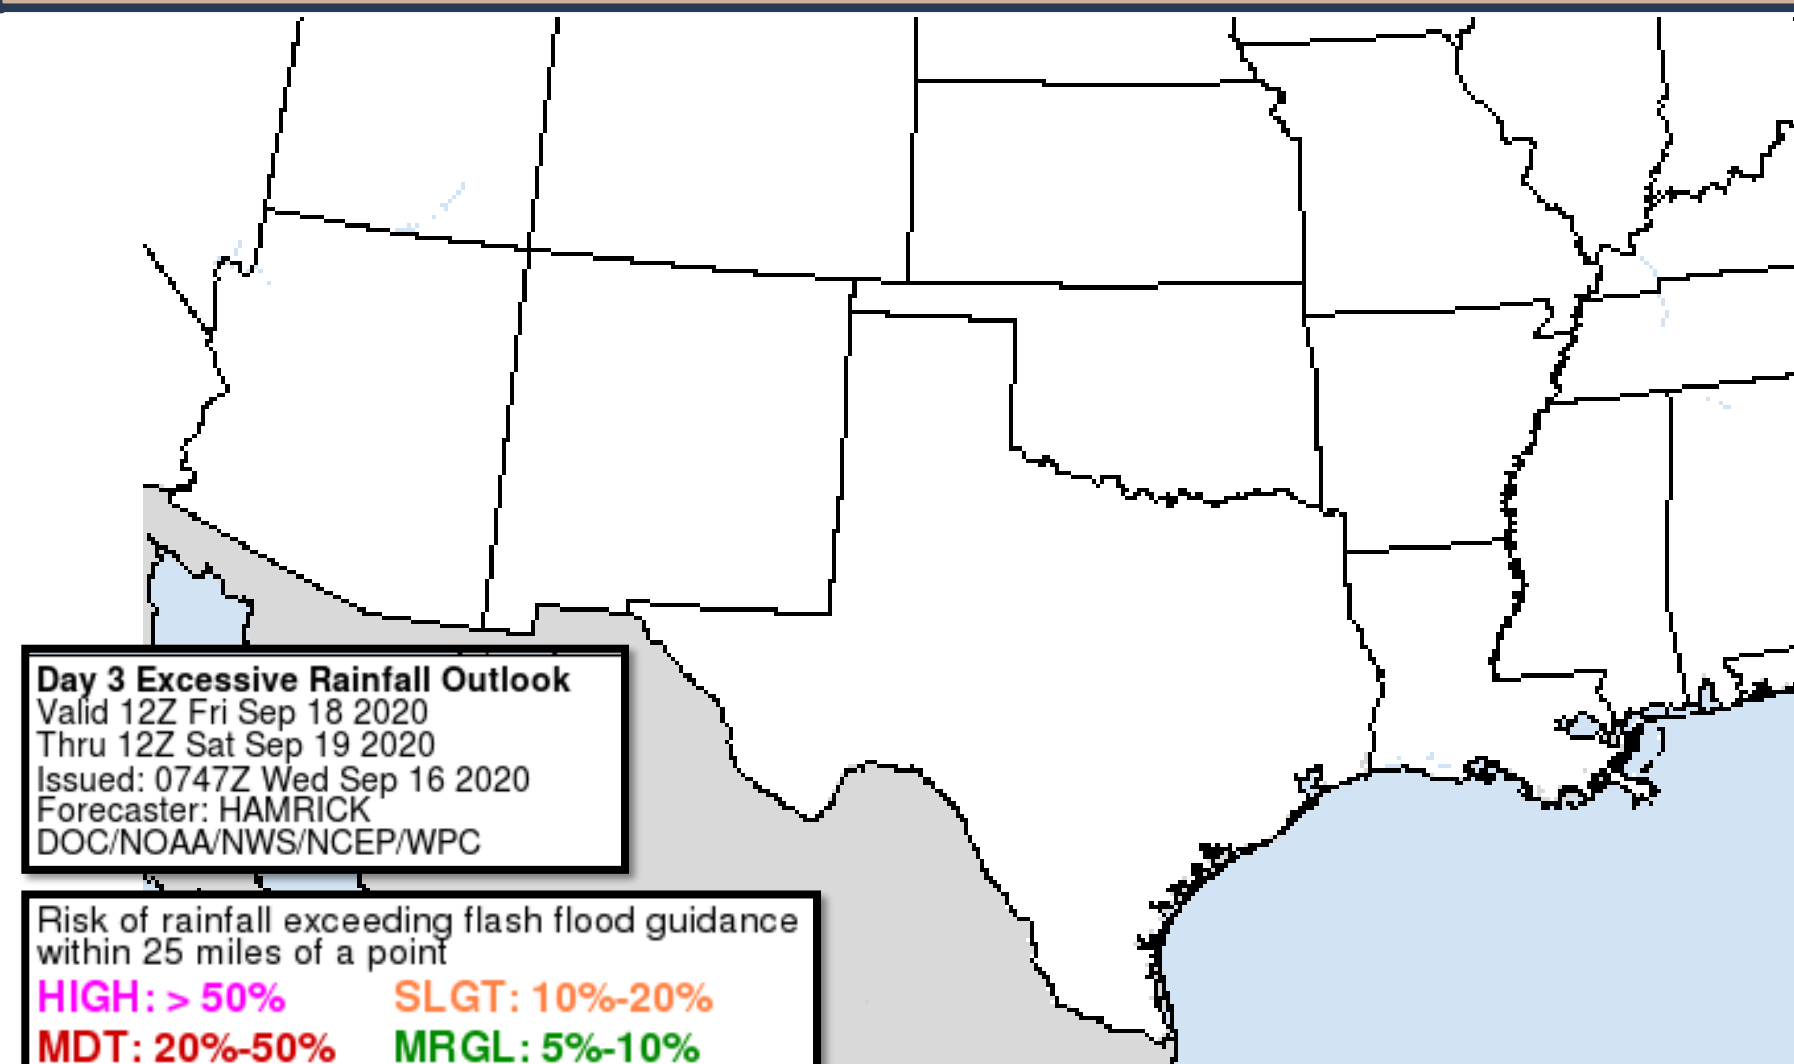 Day 3 Excessive Rainfall Outlook
Valid 12Z Fri Sep 18 2020
Thru 12Z Sat Sep 19 2020
Issued: 0747Z Wed Sep 16 2020
Forecaster: HAMRICK
DOC/NOAA/NWS/NCEP/WPC
Risk of rainfall exceeding flash flood guidance
within 25 miles of a point
HIGH: > 50% SLGT: 10%-20%
MDT: 20%-50% MRGL: 5%-10%